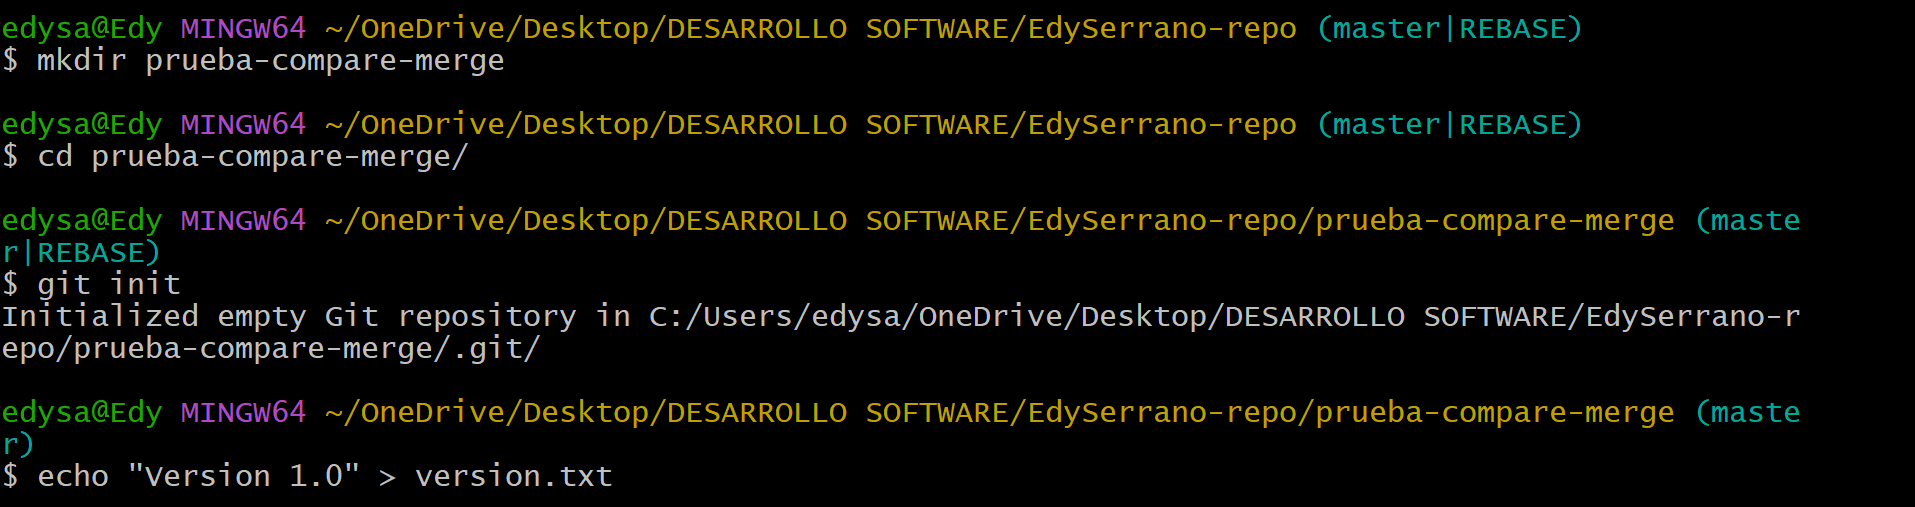 edysa@Edy MINGW64 ~/OneDrive/Desktop/DESARROLLO SOFTWARE/EdySerrano-repo (master|REBASE)
$ mkdir prueba-compare-merge
edysa@Edy MINGW64 ~/OneDrive/Desktop/DESARROLLO SOFTWARE/EdySerrano-repo (master|REBASE)
$ cd prueba-compare-merge/
edysa@Edy MINGW64 ~/OneDrive/Desktop/DESARROLLO SOFTWARE/EdySerrano-repo/prueba-compare-merge (maste
r|REBASE)
$ git init
Initialized empty Git repository in C:/Users/edysa/OneDrive/Desktop/DESARROLLO SOFTWARE/EdySerrano-r
epo/prueba-compare-merge/.git/
edysa@Edy MINGW64 ~/OneDrive/Desktop/DESARROLLO SOFTWARE/EdySerrano-repo/prueba-compare-merge (maste
r)
$ echo "Version 1.0" > version.txt